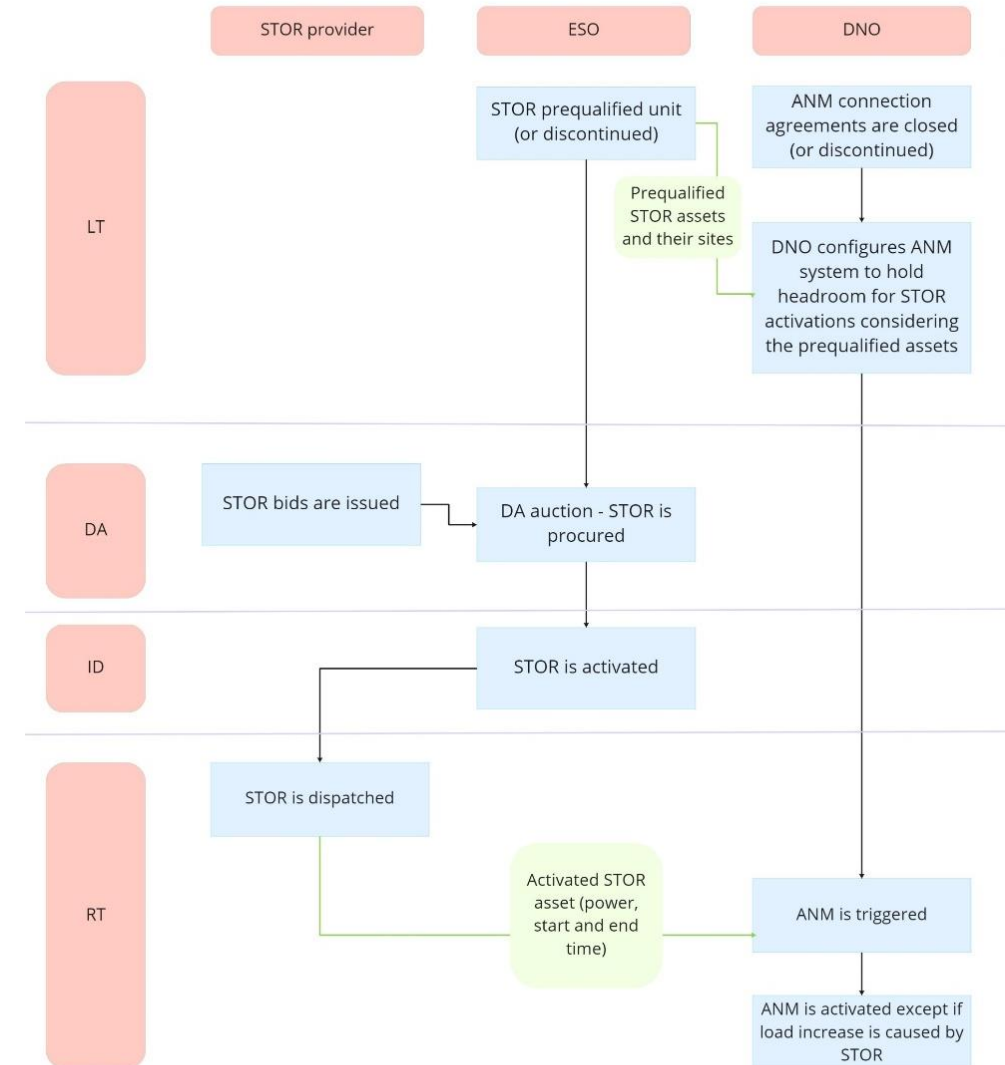 STOR provider
ESO
DNO
LT
STOR prequalified unit
(or discontinued)
ANM connection
agreements are closed
(or discontinued)
Prequalified
STOR assets
and their sites
DNO configures ANM
system to hold
headroom for STOR
activations considering
the prequalified assets
DA
STOR bids are issued
DA auction - STOR is
procured
ID
STOR is activated
RT
STOR is dispatched
Activated STOR
asset (power,
start and end
time)
ANM is triggered
ANM is activated except if
load increase is caused by
STOR